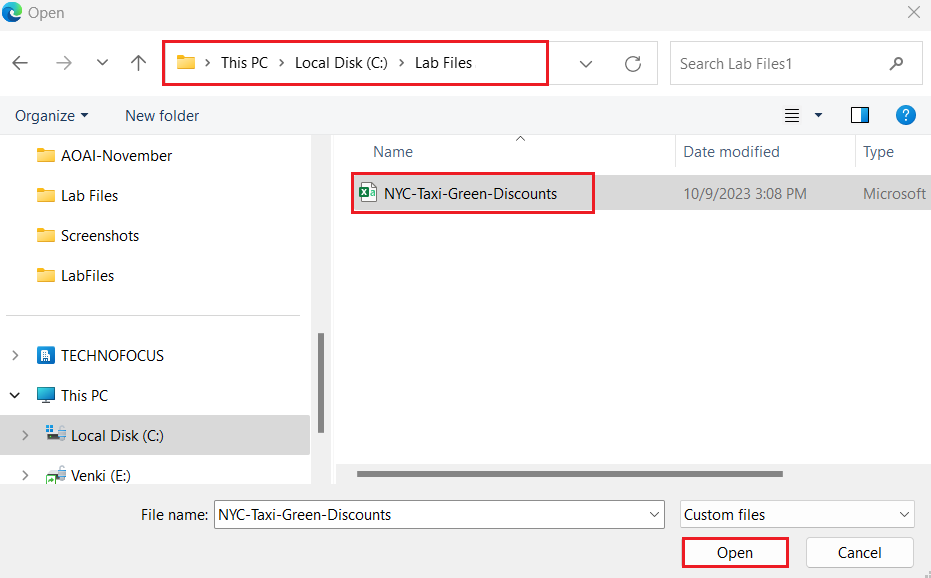 Open
This PC > Local Disk (C:) > Lab Files
Search Lab Files1
Organize
New folder
?
Name
Date modified
Type
AOAI-November
Lab Files
Screenshots
LabFiles
TECHNOFOCUS
This PC
Local Disk (C:)
Venki (E:)
NYC-Taxi-Green-Discounts
10/9/2023 3:08 PM
Microsoft
File name:
NYC-Taxi-Green-Discounts
Custom files
Open
Cancel